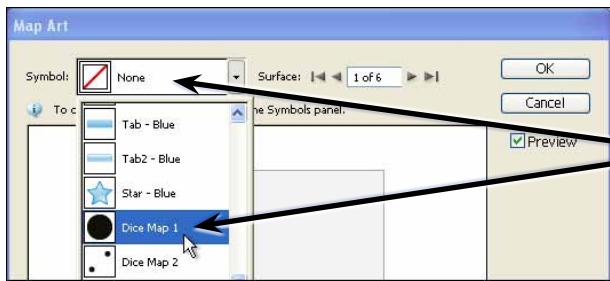 Map Art
Symbol: None Surface: 1 of 6 OK
To c he Symbols panel. Cancel
Preview
Tab - Blue
Tab2 - Blue
Star - Blue
Dice Map 1
Dice Map 2